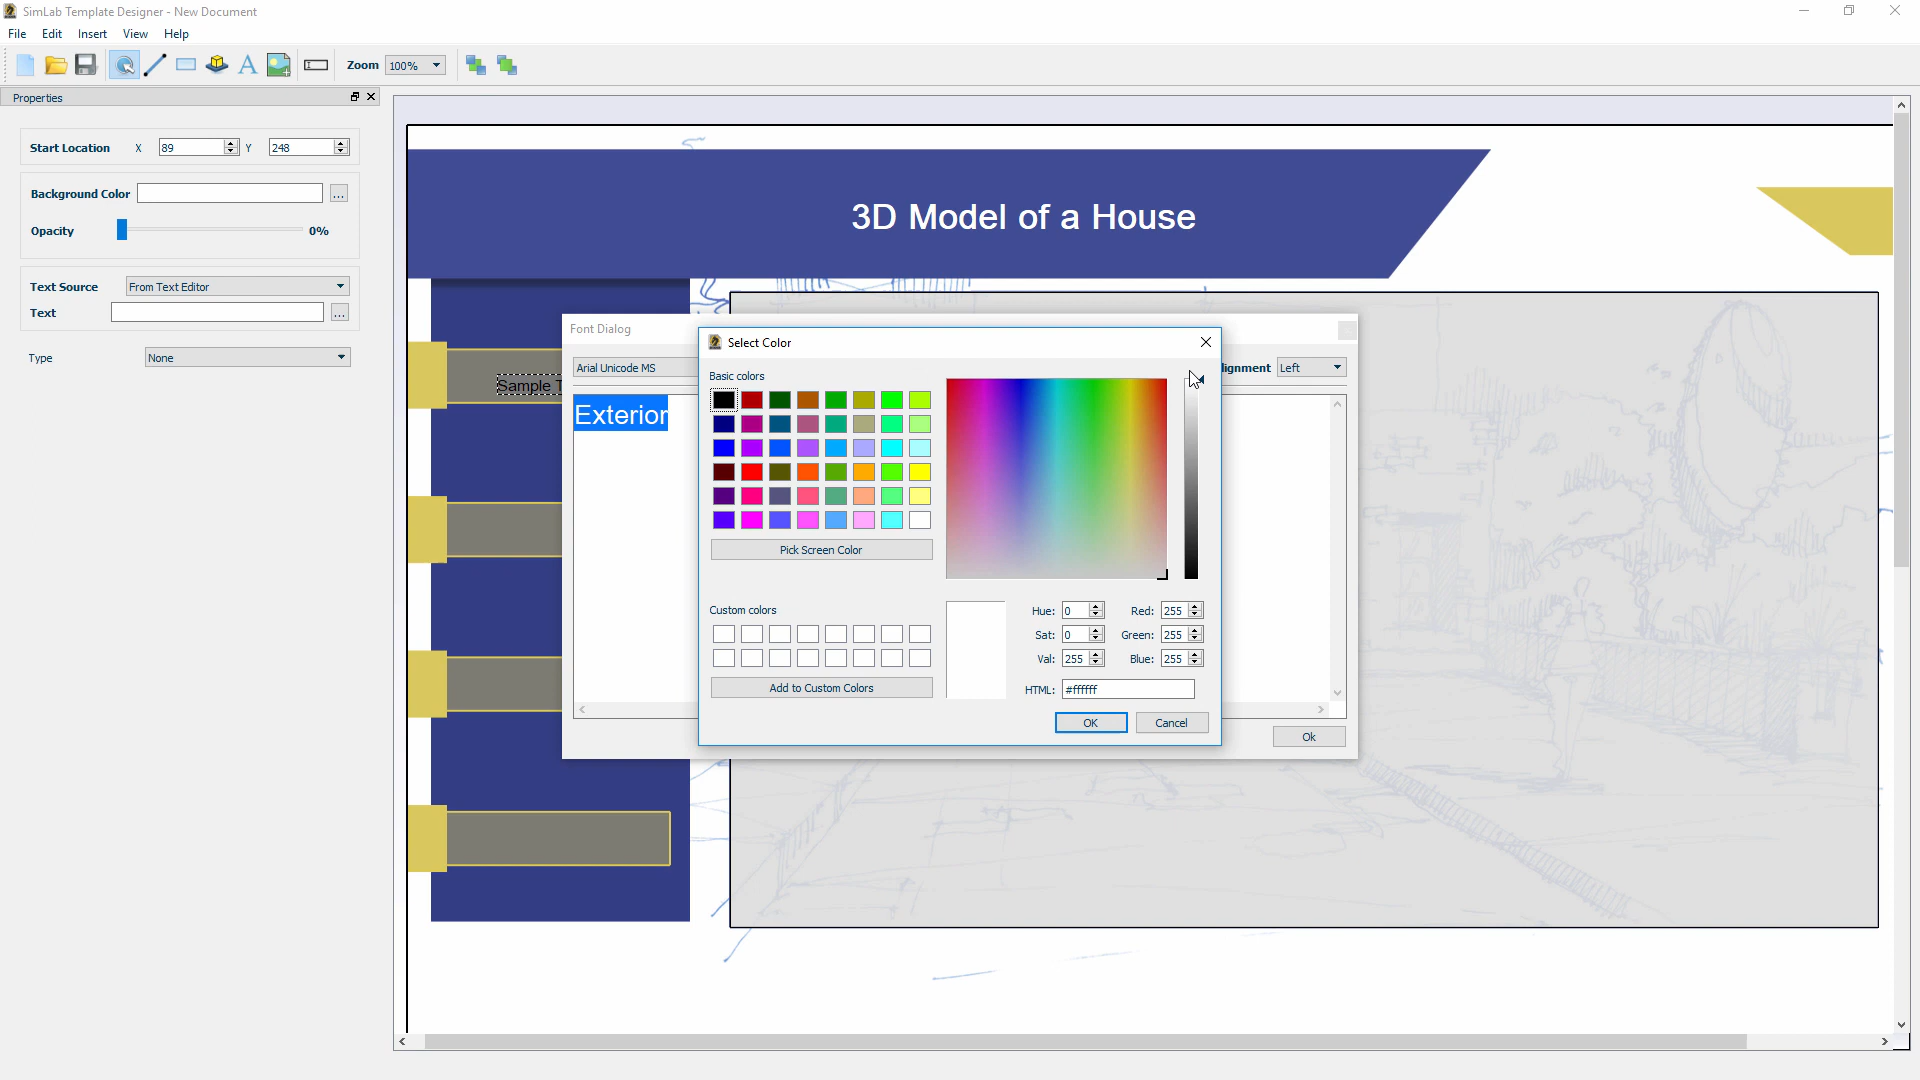 SimLab Template Designer - New Document
File Edit Insert View Help
Zoom 100%
Properties
Start Location X 89 Y 248
Background Color ...
Opacity 0%
Text Source From Text Editor
Text ...
Type None
3D Model of a House
Sample T
Font Dialog
Arial Unicode MS
lignment Left
Exterior
Ok
Select Color
Basic colors
Pick Screen Color
Custom colors
Add to Custom Colors
Hue: 0 Red: 255
Sat: 0 Green: 255
Val: 255 Blue: 255
HTML: #ffffff
OK Cancel